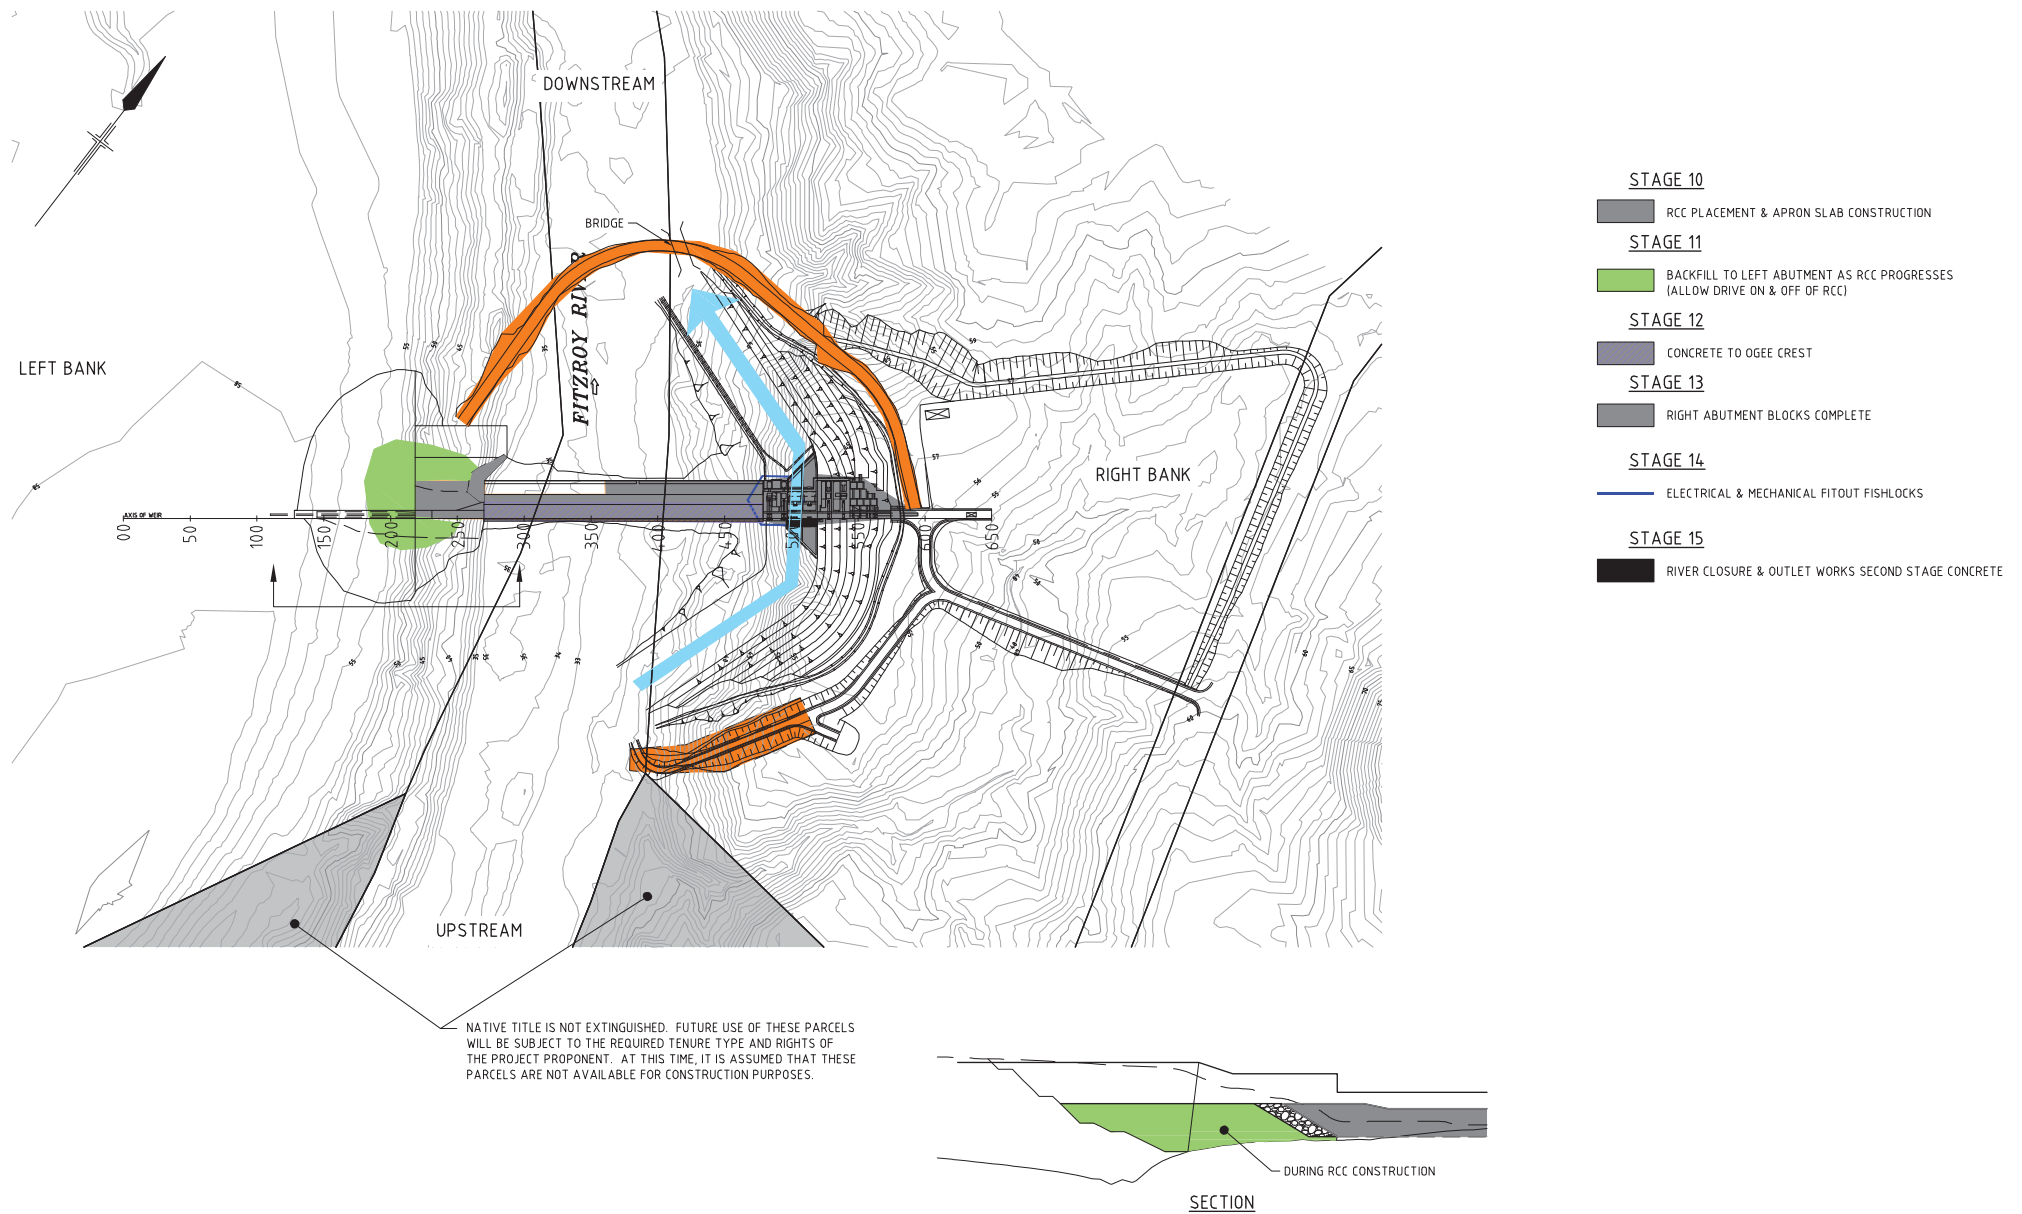 DOWNSTREAM
BRIDGE
FITZROY RIVER
LEFT BANK
RIGHT BANK
AXIS OF WEIR
00
50
100
150
200
250
300
350
400
450
500
550
600
650
UPSTREAM
NATIVE TITLE IS NOT EXTINGUISHED. FUTURE USE OF THESE PARCELS
WILL BE SUBJECT TO THE REQUIRED TENURE TYPE AND RIGHTS OF
THE PROJECT PROPONENT. AT THIS TIME, IT IS ASSUMED THAT THESE
PARCELS ARE NOT AVAILABLE FOR CONSTRUCTION PURPOSES.
STAGE 10
RCC PLACEMENT & APRON SLAB CONSTRUCTION
STAGE 11
BACKFILL TO LEFT ABUTMENT AS RCC PROGRESSES
(ALLOW DRIVE ON & OFF OF RCC)
STAGE 12
CONCRETE TO OGEE CREST
STAGE 13
RIGHT ABUTMENT BLOCKS COMPLETE
STAGE 14
ELECTRICAL & MECHANICAL FITOUT FISHLOCKS
STAGE 15
RIVER CLOSURE & OUTLET WORKS SECOND STAGE CONCRETE
DURING RCC CONSTRUCTION
SECTION